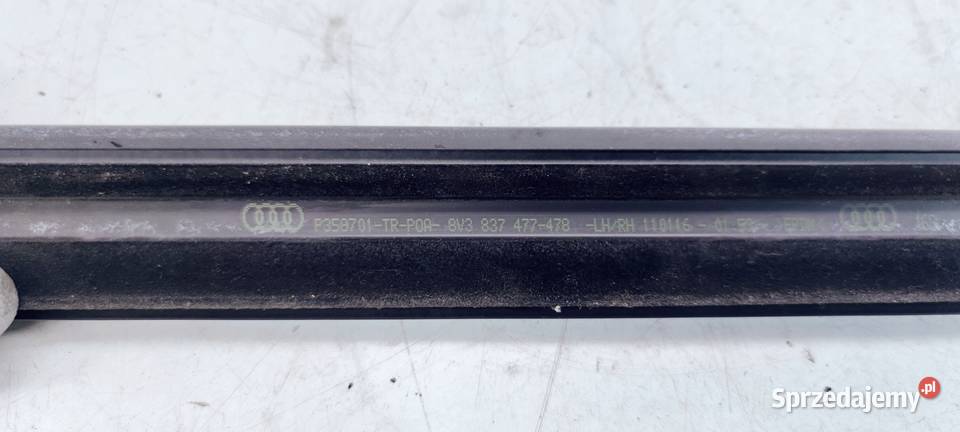 P358701-TR-POA- 8V3 837 477-478 -LH/RH 110116
Sprzedajemy.pl